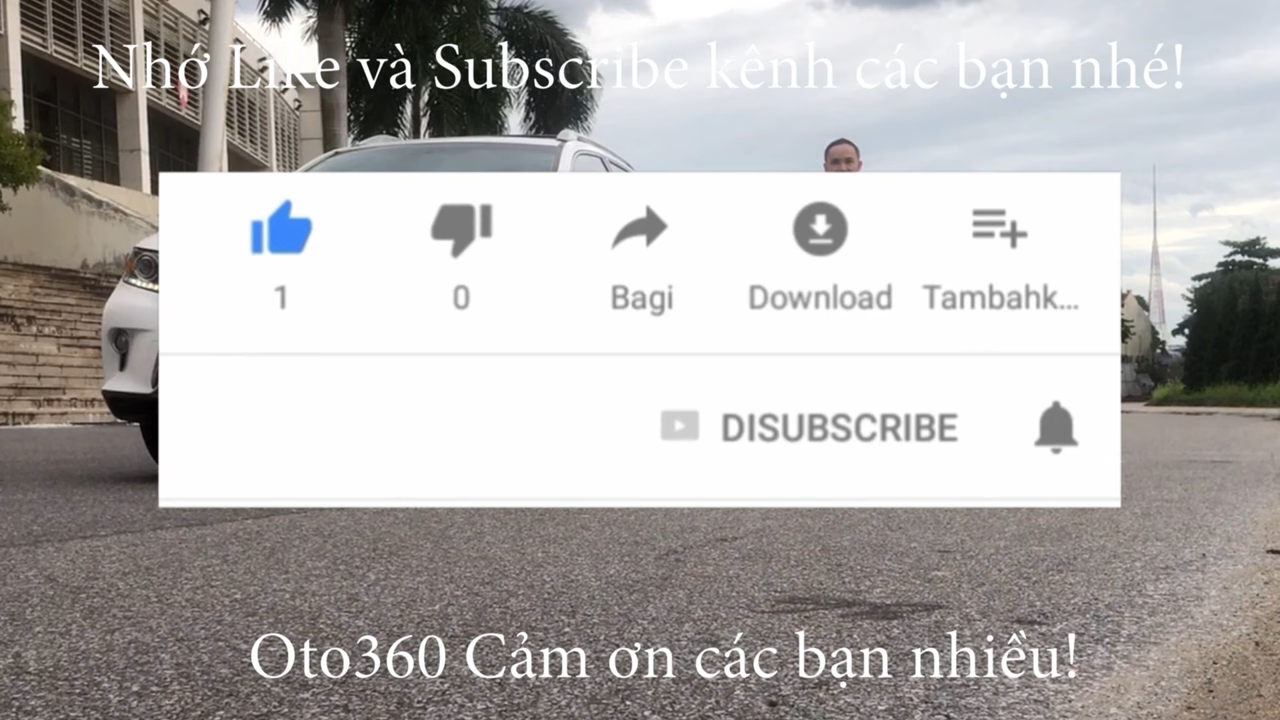 Nhớ Like và Subscribe kênh các bạn nhé!
1 0 Bagi Download Tambahk...
DISUBSCRIBE
Oto360 Cảm ơn các bạn nhiều!